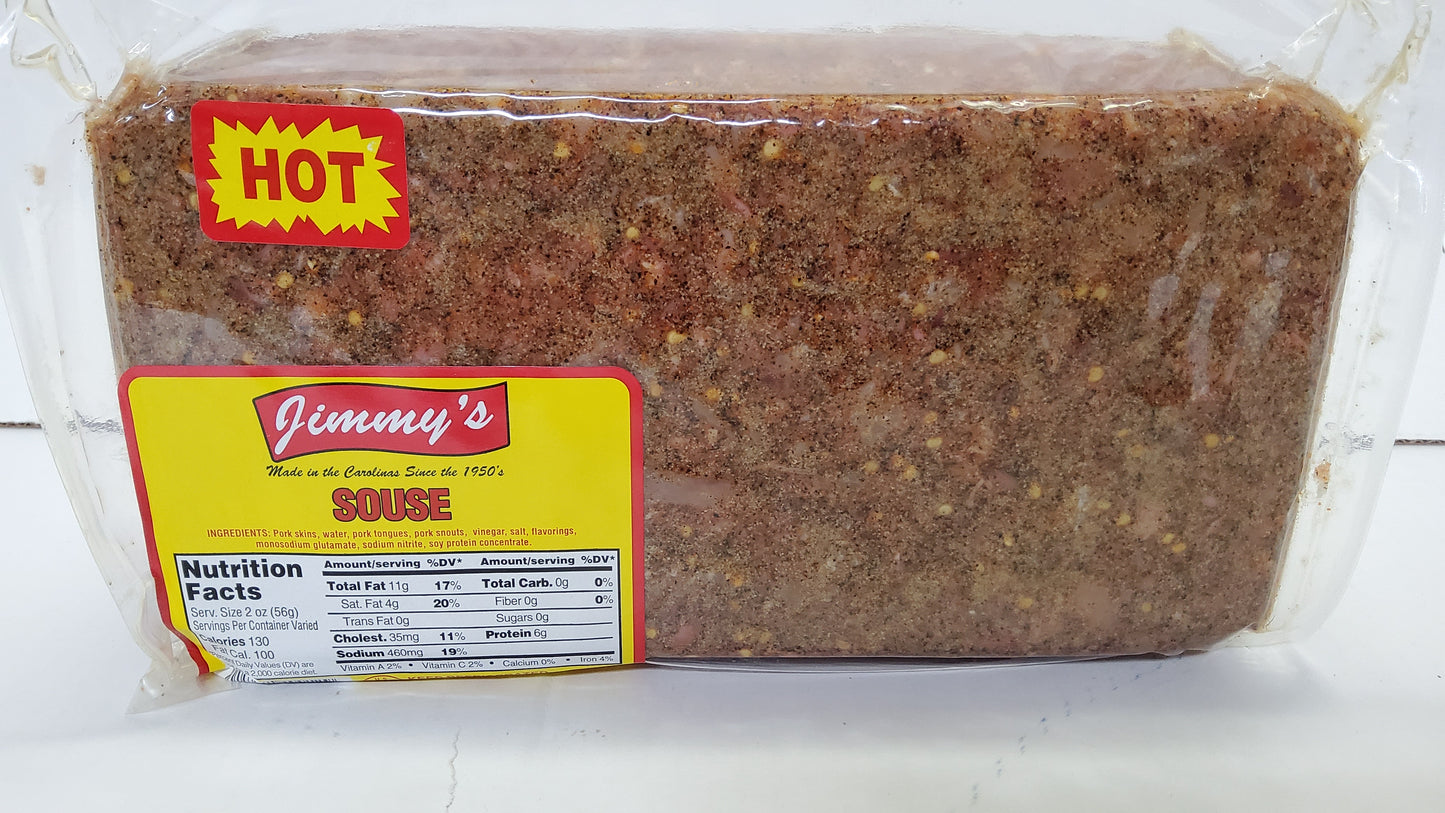 HOT
Jimmy's
Made in the Carolinas Since the 1950's
SOUSE
INGREDIENTS: Pork skins, water, pork tongues, pork snouts, vinegar, salt, flavorings,
monosodium glutamate, sodium nitrite, soy protein concentrate.
Nutrition
Facts
Serv. Size 2 oz (56g)
Servings Per Container Varied
Calories 130
Fat Cal. 100
Daily Values (DV) are
2,000 calorie diet.
Amount/serving %DV* Amount/serving %DV*
Total Fat 11g 17% Total Carb. 0g 0%
Sat. Fat 4g 20% Fiber 0g 0%
Trans Fat 0g Sugars 0g
Cholest. 35mg 11% Protein 6g
Sodium 460mg 19%
Vitamin A 2% • Vitamin C 2% • Calcium 0% • Iron 4%